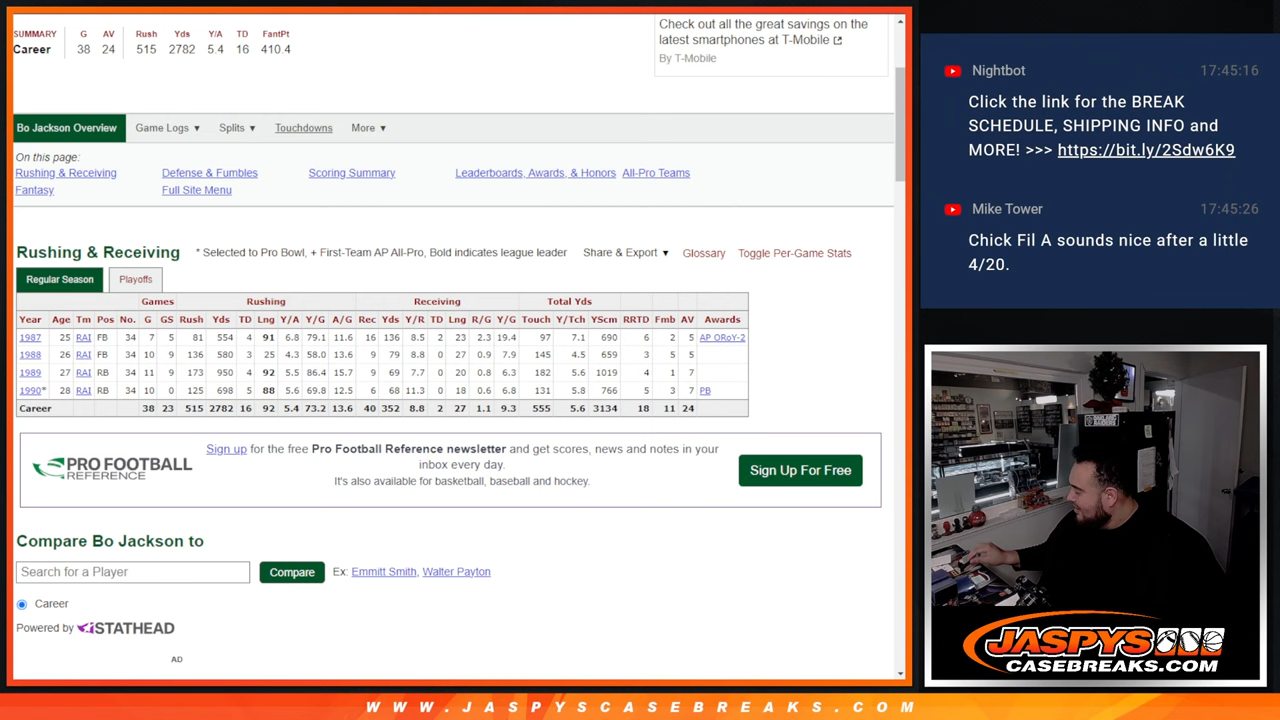 SUMMARY G AV Rush Yds Y/A TD FantPt
Career 38 24 515 2782 5.4 16 410.4
Check out all the great savings on the
latest smartphones at T-Mobile
By T-Mobile
Bo Jackson Overview Game Logs ▼ Splits ▼ Touchdowns More ▼
On this page:
Rushing & Receiving Defense & Fumbles Scoring Summary Leaderboards, Awards, & Honors All-Pro Teams
Fantasy Full Site Menu
Rushing & Receiving * Selected to Pro Bowl, + First-Team AP All-Pro, Bold indicates league leader Share & Export ▼ Glossary Toggle Per-Game Stats
Regular Season Playoffs
Games Rushing Receiving Total Yds
Year Age Tm Pos No. G GS Rush Yds TD Lng Y/A Y/G A/G Rec Yds Y/R TD Lng R/G Y/G Touch Y/Tch YScm RRTD Fmb AV Awards
1987 25 RAI FB 34 7 5 81 554 4 91 6.8 79.1 11.6 16 136 8.5 2 23 2.3 19.4 97 7.1 690 6 2 5 AP ORoY-2
1988 26 RAI FB 34 10 9 136 580 3 25 4.3 58.0 13.6 9 79 8.8 0 27 0.9 7.9 145 4.5 659 3 5 5
1989 27 RAI RB 34 11 9 173 950 4 92 5.5 86.4 15.7 9 69 7.7 0 20 0.8 6.3 182 5.6 1019 4 1 7
1990* 28 RAI RB 34 10 0 125 698 5 88 5.6 69.8 12.5 6 68 11.3 0 18 0.6 6.8 131 5.8 766 5 3 7 PB
Career 38 23 515 2782 16 92 5.4 73.2 13.6 40 352 8.8 2 27 1.1 9.3 555 5.6 3134 18 11 24
PRO FOOTBALL
REFERENCE
Sign up for the free Pro Football Reference newsletter and get scores, news and notes in your
inbox every day.
It's also available for basketball, baseball and hockey.
Sign Up For Free
Compare Bo Jackson to
Search for a Player Compare Ex: Emmitt Smith, Walter Payton
Career
Powered by STATHEAD
AD
Nightbot 17:45:16
Click the link for the BREAK
SCHEDULE, SHIPPING INFO and
MORE! >>> https://bit.ly/2Sdw6K9
Mike Tower 17:45:26
Chick Fil A sounds nice after a little
4/20.
JASPYS
CASEBREAKS.COM
WWW.JASPYSCASEBREAKS.COM